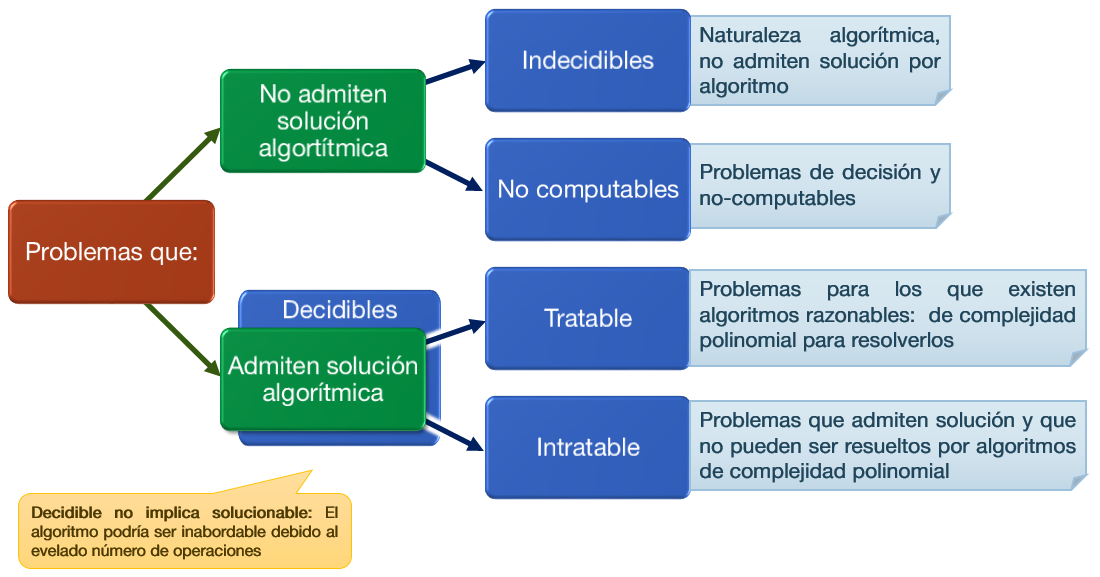 Problemas que:
No admiten
solución
algortítmica
Indecidibles
Naturaleza algorítmica,
no admiten solución por
algoritmo
No computables
Problemas de decisión y
no-computables
Decidibles
Admiten solución
algorítmica
Tratable
Problemas para los que existen
algoritmos razonables: de complejidad
polinomial para resolverlos
Intratable
Problemas que admiten solución y que
no pueden ser resueltos por algoritmos
de complejidad polinomial
Decidible no implica solucionable: El
algoritmo podría ser inabordable debido al
evelado número de operaciones